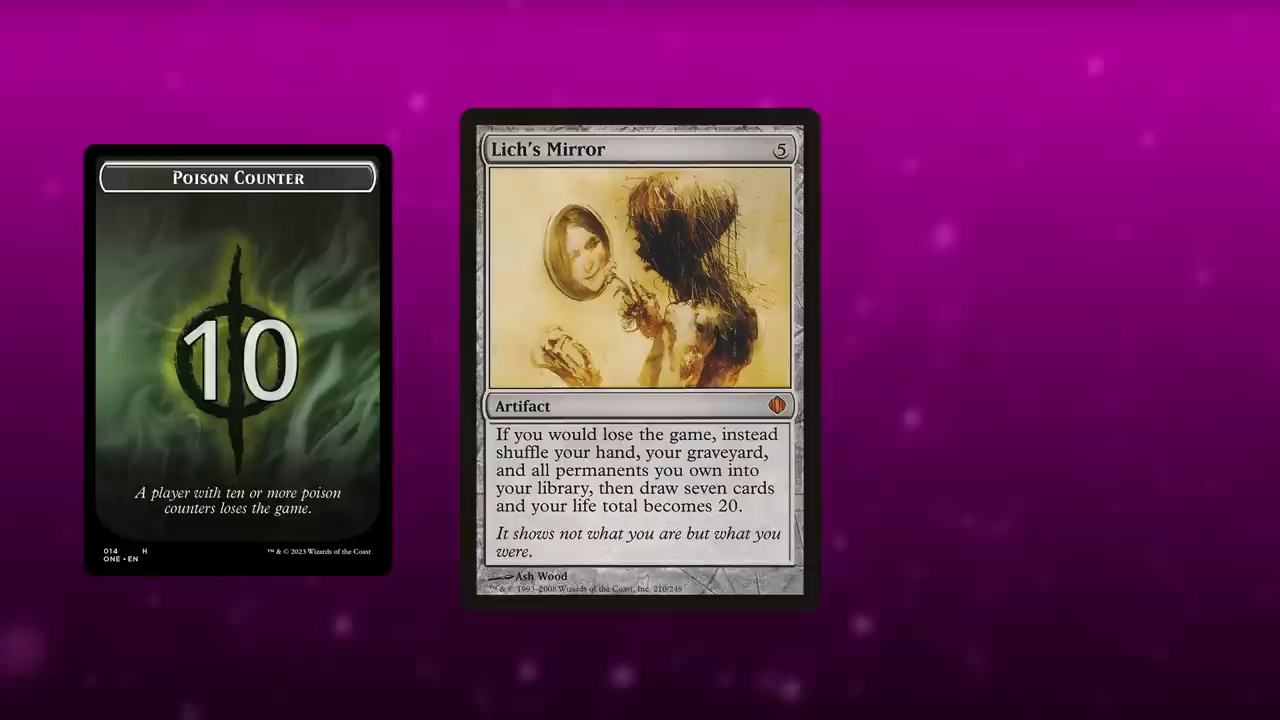 POISON COUNTER
10
A player with ten or more poison
counters loses the game.
014 H
ONE • EN
™ & © 2023 Wizards of the Coast
Lich's Mirror 5
Artifact
If you would lose the game, instead
shuffle your hand, your graveyard,
and all permanents you own into
your library, then draw seven cards
and your life total becomes 20.
It shows not what you are but what you
were.
Ash Wood
™ & © 1993–2008 Wizards of the Coast, Inc. 210/249